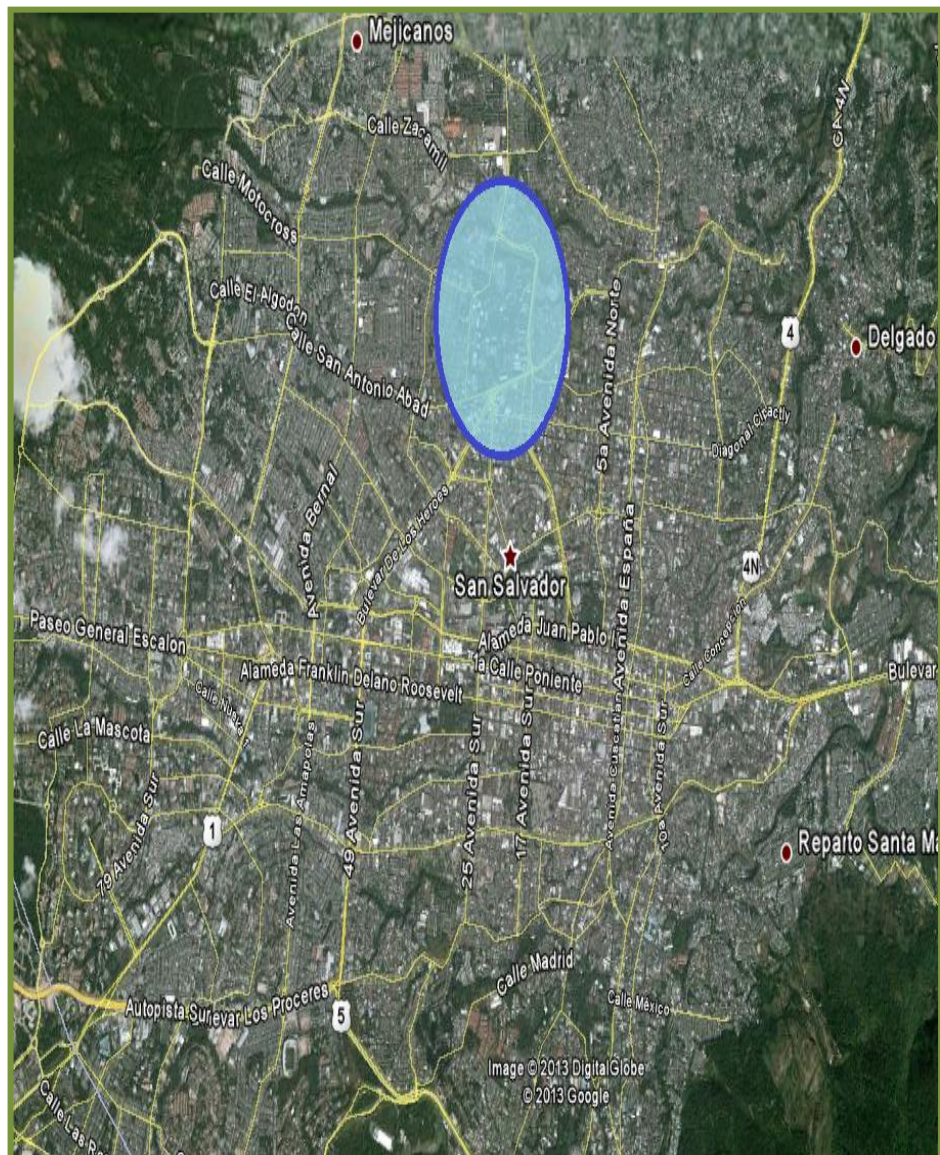 Mejicanos
CA-4N
Calle Zacamil
Calle Motocross
Calle El Algodon
Calle San Antonio Abad
5a Avenida Norte
4
Delgado
Diagonal Cipactly
Avenida Bernal
Bulevar De Los Heroes
San Salvador
Avenida España
4N
Paseo General Escalon
Alameda Juan Pablo I
la Calle Poniente
Calle Concepcion
Alameda Franklin Delano Roosevelt
Bulevar
Calle La Mascota
Avenida Cuscatlan
79 Avenida Sur
1
Avenida Las Amapolas
49 Avenida Sur
25 Avenida Sur
17 Avenida Sur
10a Avenida Sur
Reparto Santa Ma
Calle Madrid
Autopista Sur
evar Los Proceres
5
Calle México
Image © 2013 DigitalGlobe
© 2013 Google